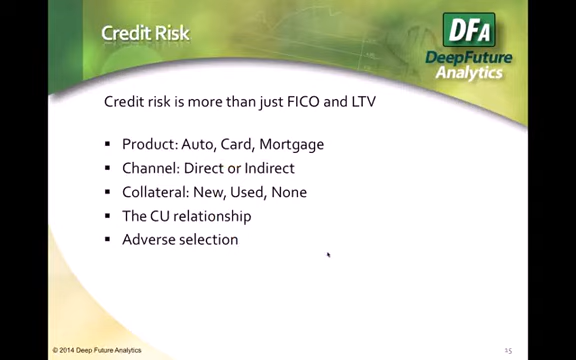 Credit Risk
DFA
DeepFuture
Analytics
Credit risk is more than just FICO and LTV
▪ Product: Auto, Card, Mortgage
▪ Channel: Direct or Indirect
▪ Collateral: New, Used, None
▪ The CU relationship
▪ Adverse selection
© 2014 Deep Future Analytics
15